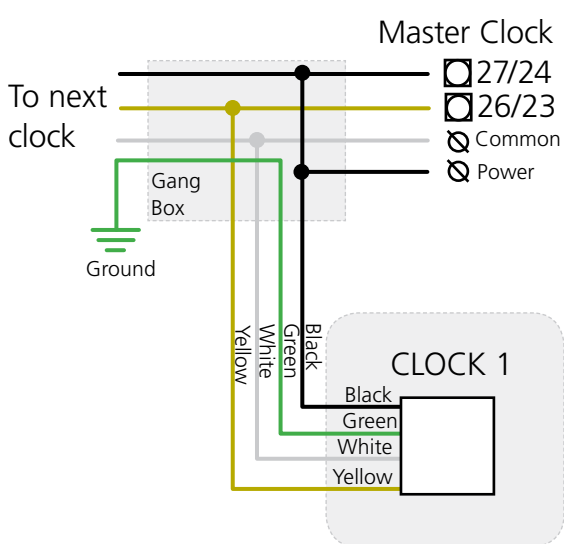 Master Clock
27/24
26/23
Common
Power
To next
clock
Gang
Box
Ground
Yellow
White
Green
Black
CLOCK 1
Black
Green
White
Yellow